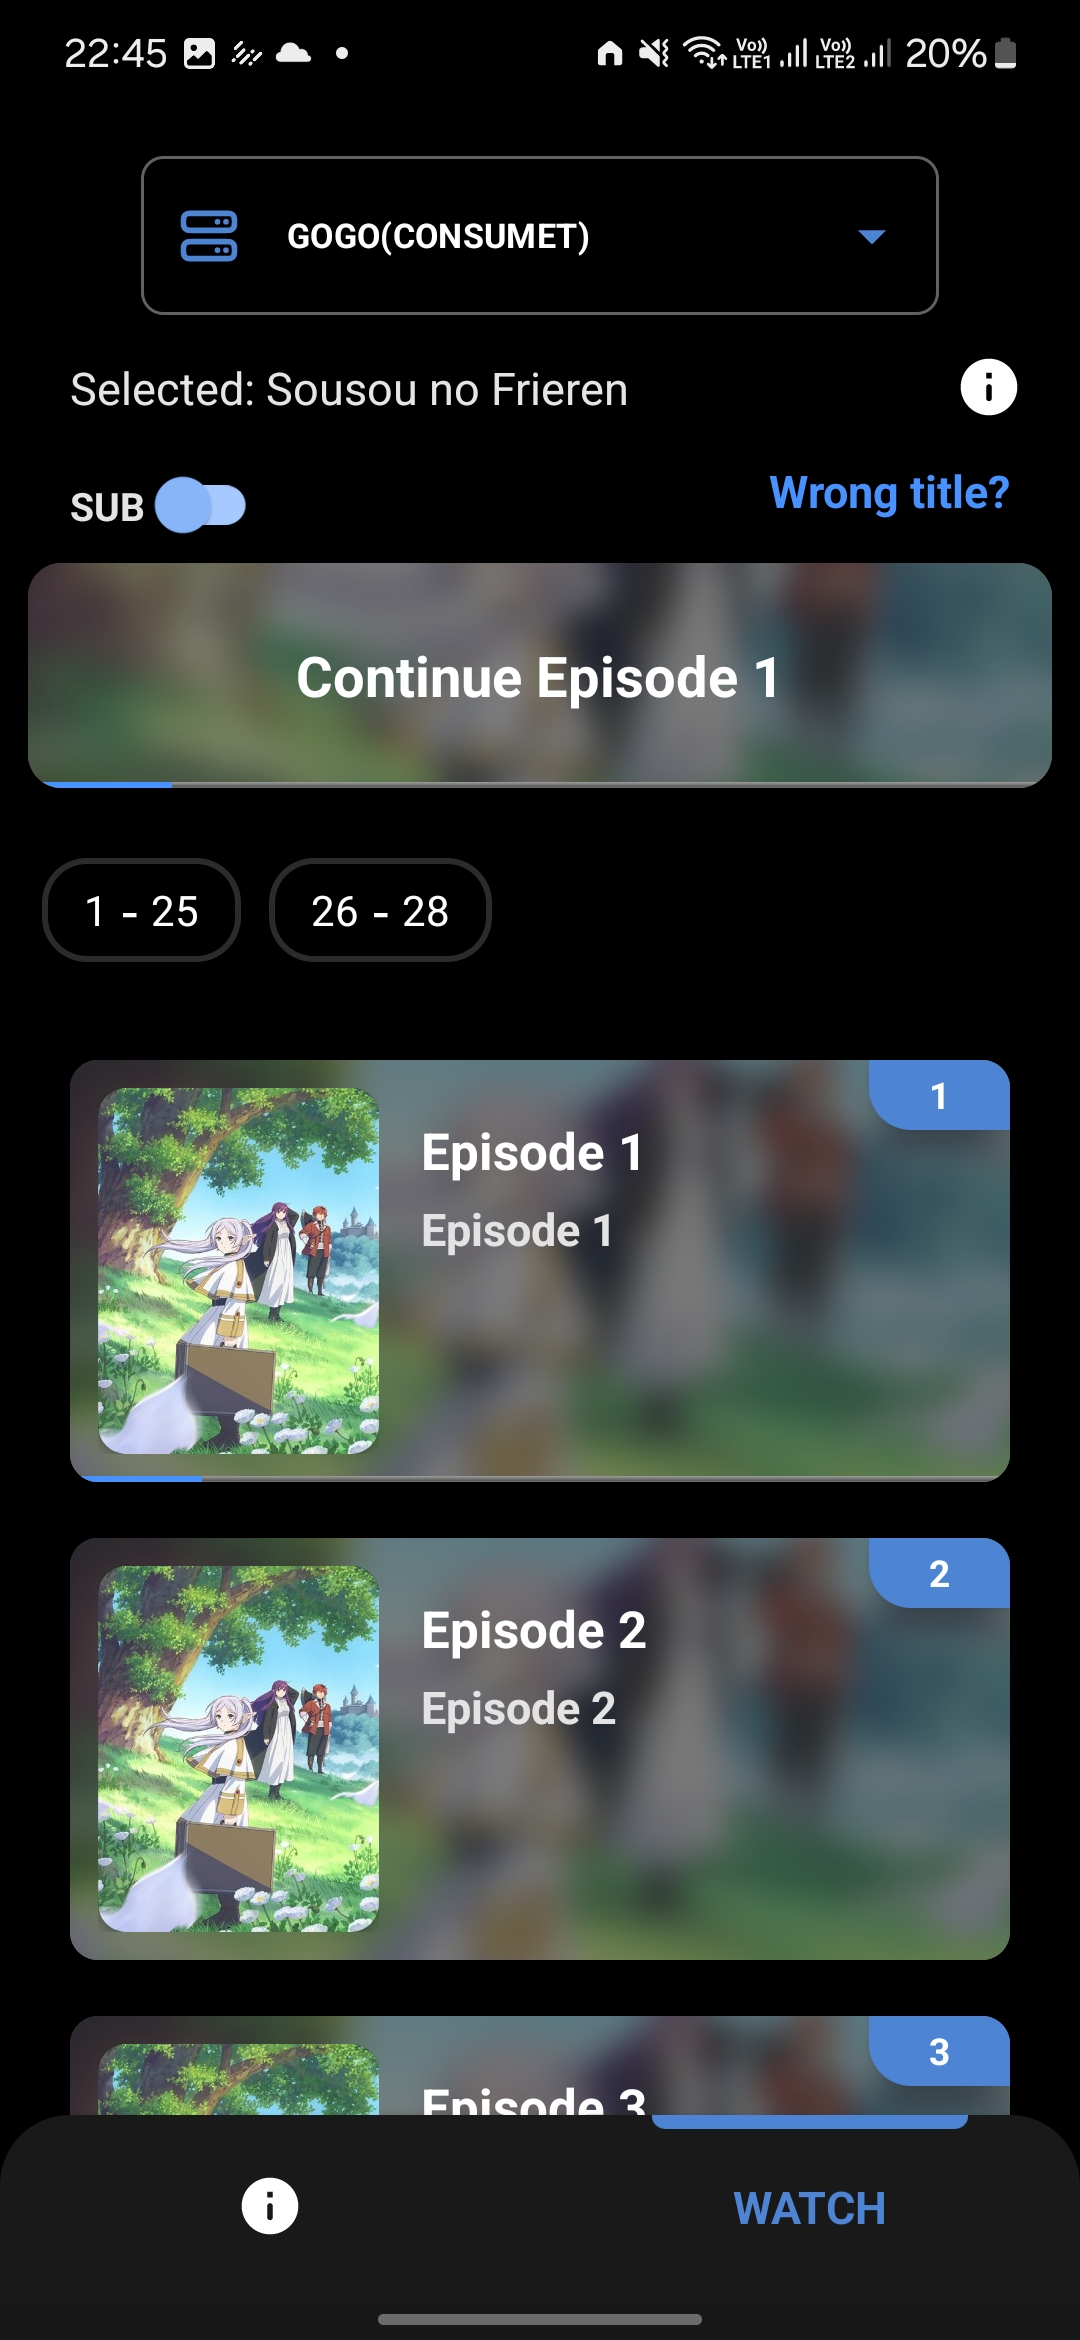 22:45
Vo)) LTE1 Vo)) LTE2 20%
GOGO(CONSUMET)
Selected: Sousou no Frieren
SUB
Wrong title?
Continue Episode 1
1 - 25
26 - 28
1
Episode 1
Episode 1
2
Episode 2
Episode 2
3
Episode 3
WATCH